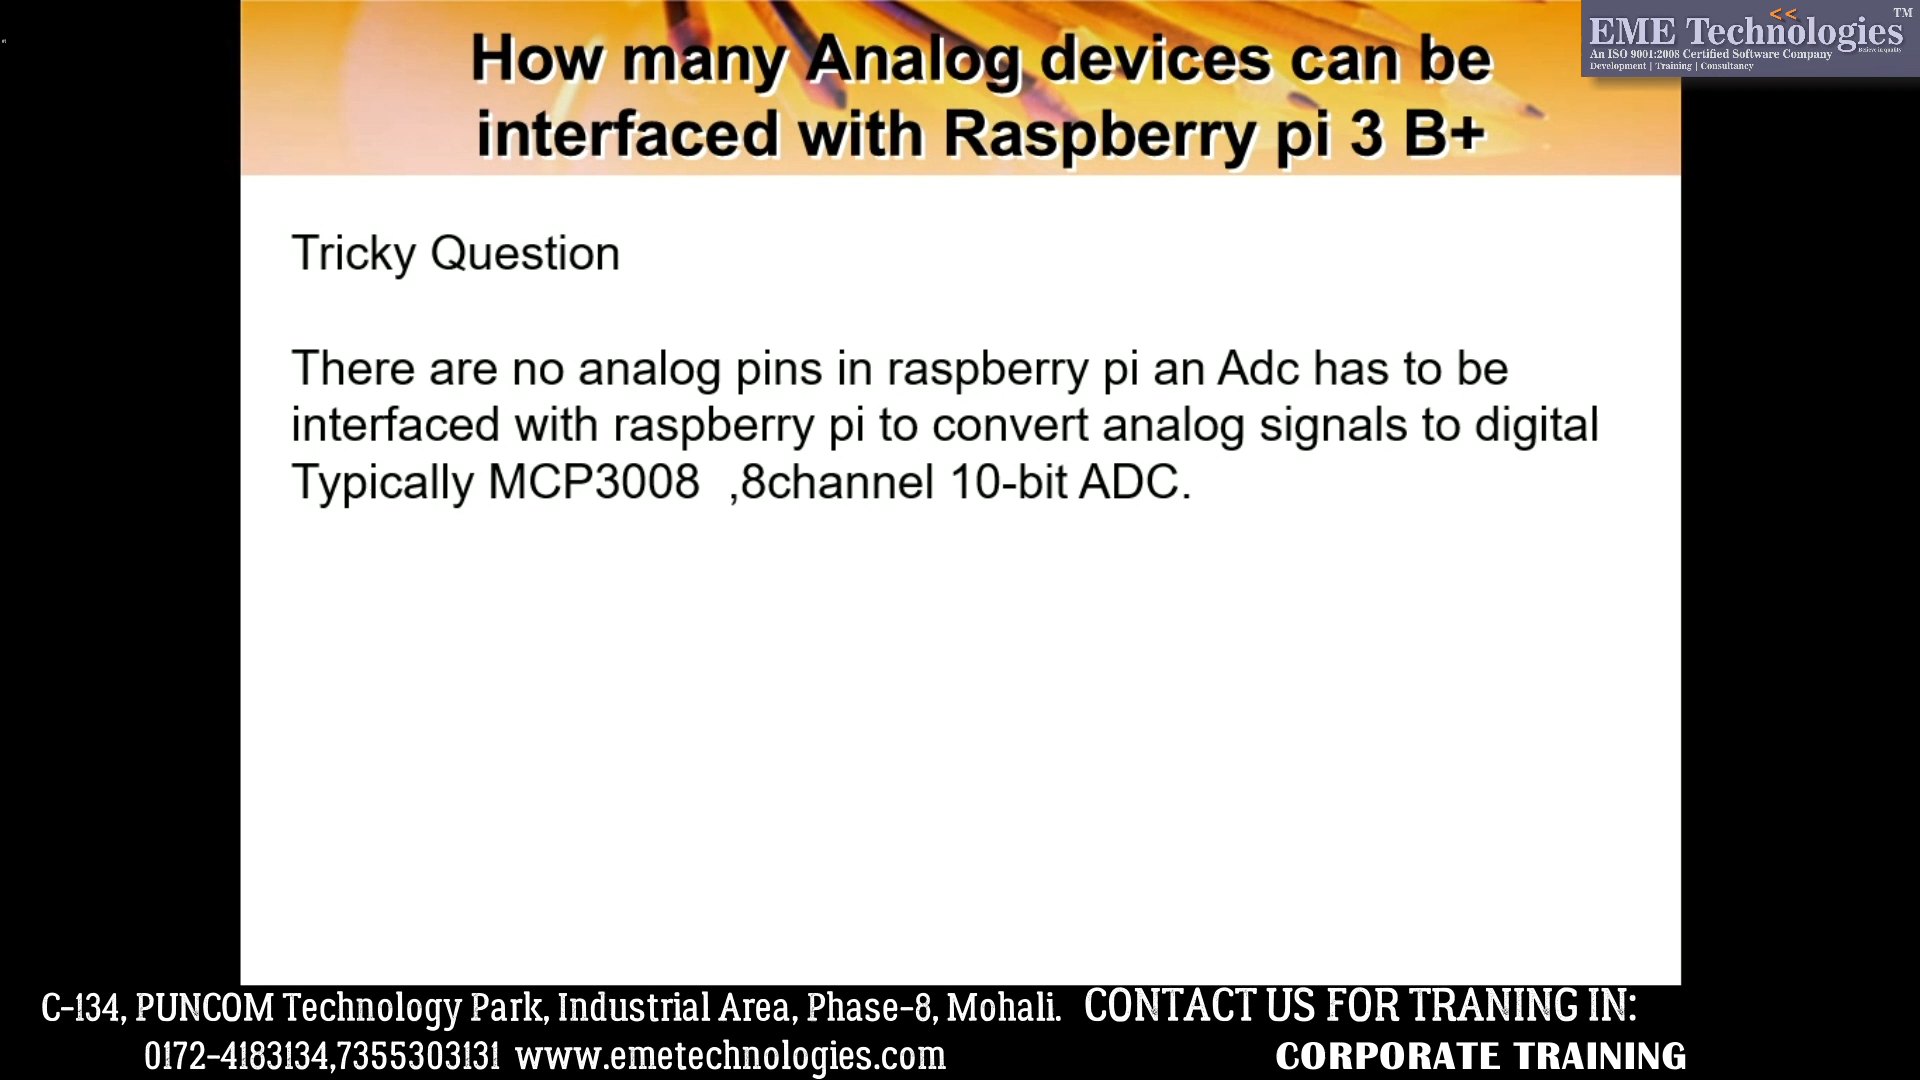 How many Analog devices can be
interfaced with Raspberry pi 3 B+
<<
EME Technologies TM
Believe in quality
An ISO 9001:2008 Certified Software Company
Development | Training | Consultancy
Tricky Question
There are no analog pins in raspberry pi an Adc has to be
interfaced with raspberry pi to convert analog signals to digital
Typically MCP3008 ,8channel 10-bit ADC.
C-134, PUNCOM Technology Park, Industrial Area, Phase-8, Mohali. CONTACT US FOR TRANING IN:
0172-4183134,7355303131 www.emetechnologies.com CORPORATE TRAINING